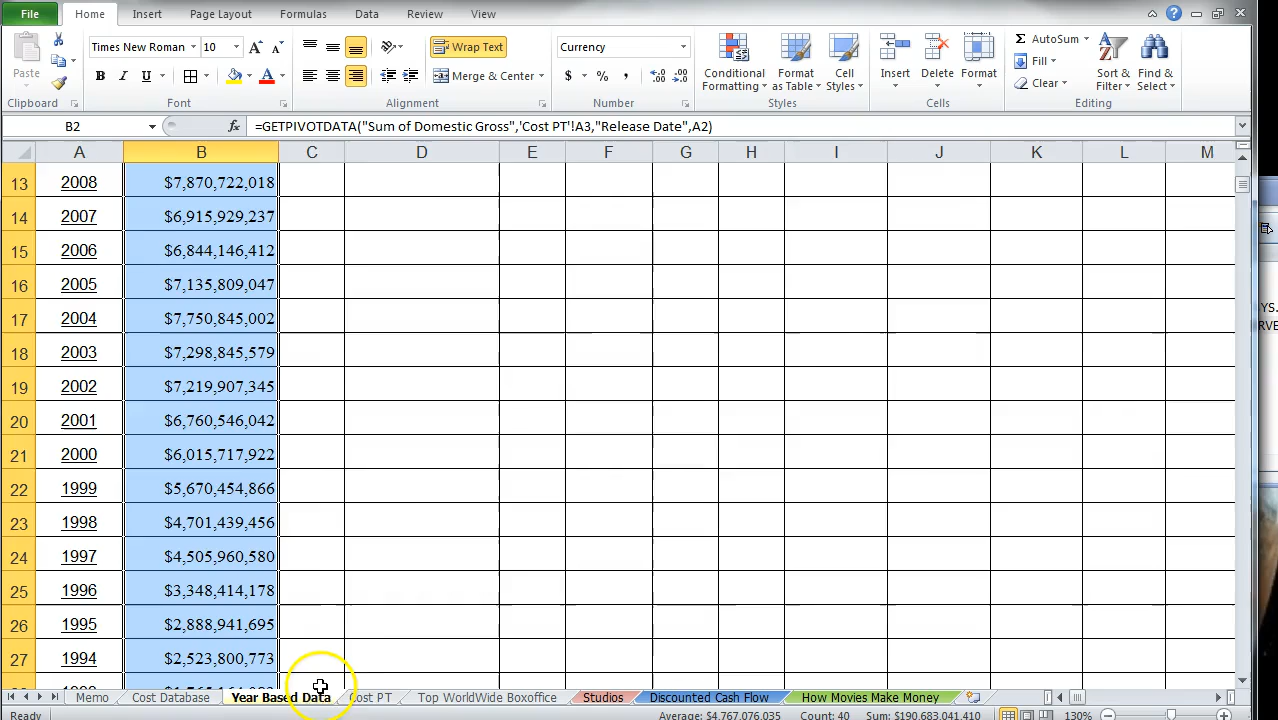 File Home Insert Page Layout Formulas Data Review View
Times New Roman 10 A A Wrap Text Currency AutoSum
Paste Fill
B I U A Merge & Center $ % , Conditional Formatting Format as Table Cell Styles Insert Delete Format Clear Sort & Filter Find & Select
Clipboard Font Alignment Number Styles Cells Editing
B2 fx =GETPIVOTDATA("Sum of Domestic Gross",'Cost PT'!A3,"Release Date",A2)
A B C D E F G H I J K L M
13 2008 $7,870,722,018
14 2007 $6,915,929,237
15 2006 $6,844,146,412
16 2005 $7,135,809,047
17 2004 $7,750,845,002
18 2003 $7,298,845,579
19 2002 $7,219,907,345
20 2001 $6,760,546,042
21 2000 $6,015,717,922
22 1999 $5,670,454,866
23 1998 $4,701,439,456
24 1997 $4,505,960,580
25 1996 $3,348,414,178
26 1995 $2,888,941,695
27 1994 $2,523,800,773
Memo Cost Database Year Based Data Cost PT Top WorldWide Boxoffice Studios Discounted Cash Flow How Movies Make Money
Ready Average: $4,767,076,035 Count: 40 Sum: $190,683,041,410 130%
YS.
RVE